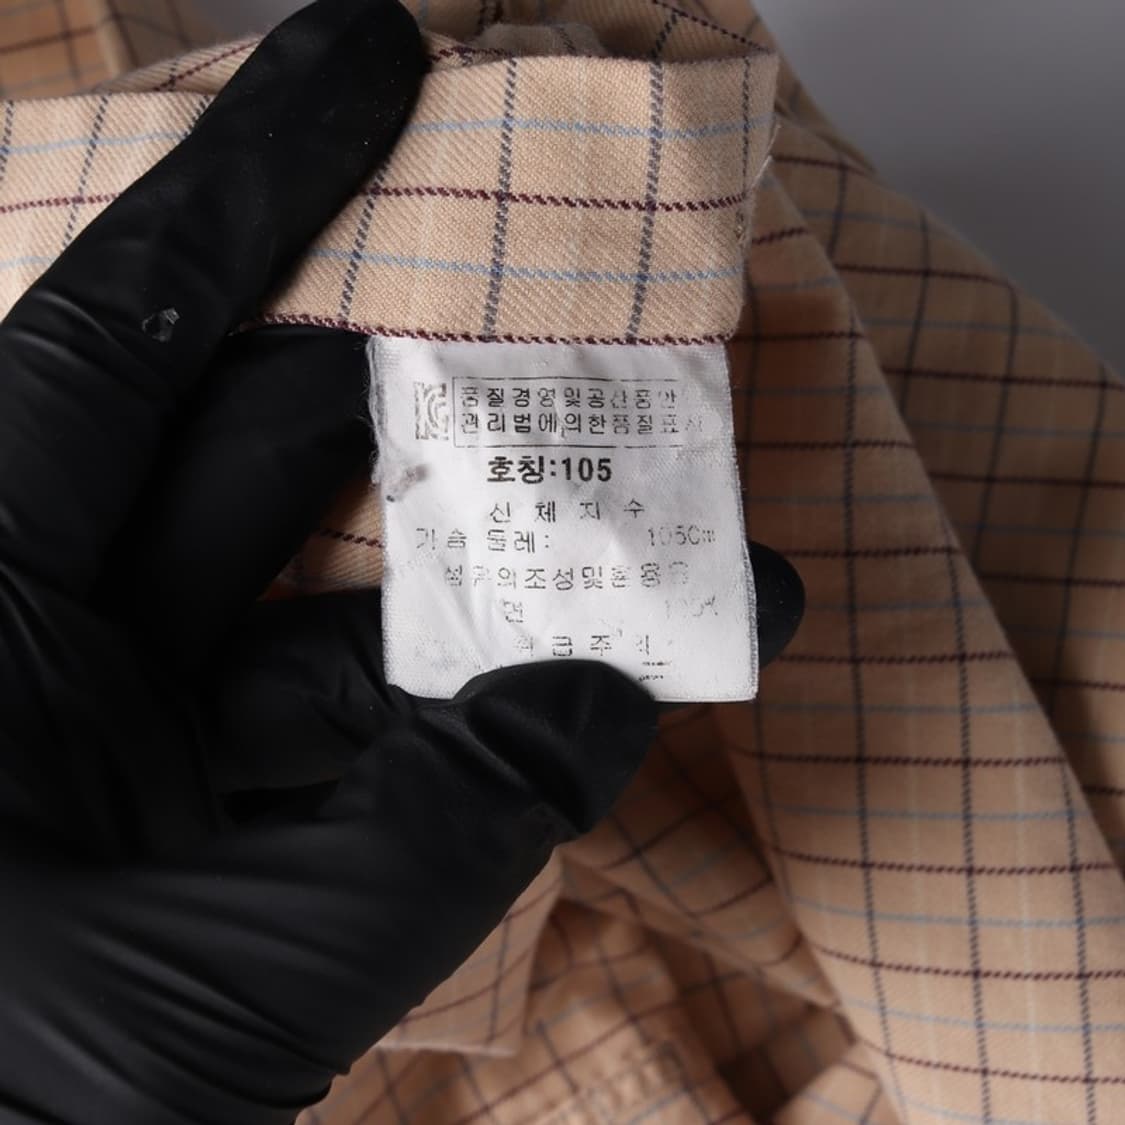 품질경영및공산품안
관리법에의한품질표시
호칭:105
신체지수
가슴둘레: 105Cm
섬유의조성및혼용율
면 100%
취급주의